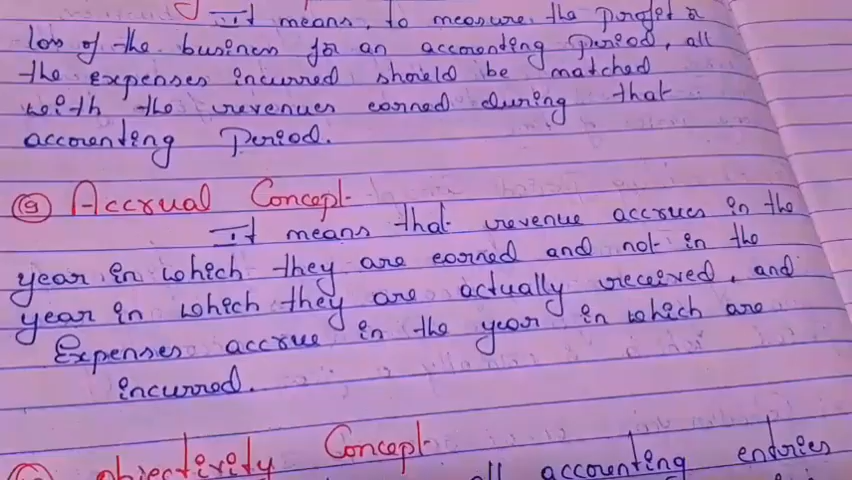 It means, to measure the profit &
loss of the business for an accounting Period, all
the expenses incurred should be matched
with the revenues earned during that
accounting Period.
(9) Accrual Concept
It means that revenue accrues in the
year in which they are earned and not in the
year in which they are actually received, and
Expenses accrue in the year in which are
incurred.
objectivity Concept
all accounting entries